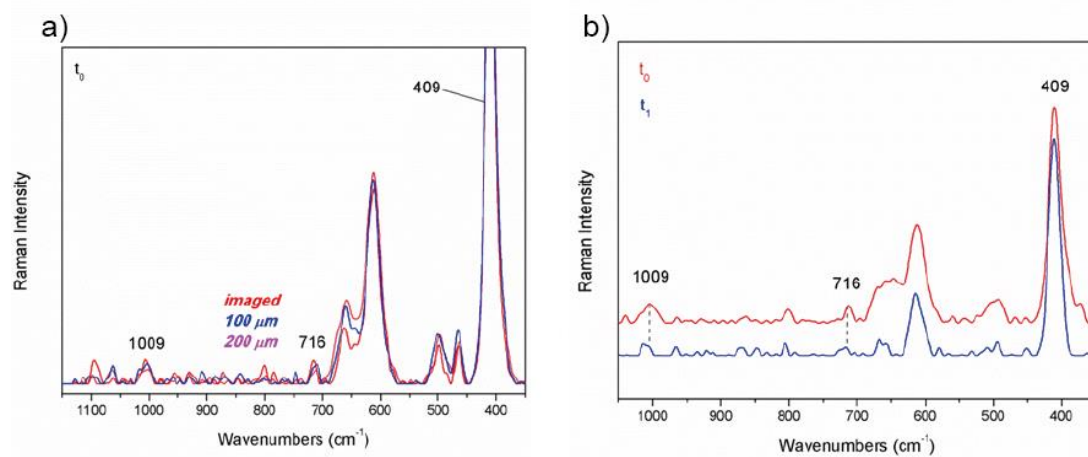 a)
t0
409
1009
imaged
100 μm
200 μm
716
Raman Intensity
1100 1000 900 800 700 600 500 400
Wavenumbers (cm-1)
b)
t0
t1
409
1009
716
Raman Intensity
1000 900 800 700 600 500 400
Wavenumbers (cm-1)